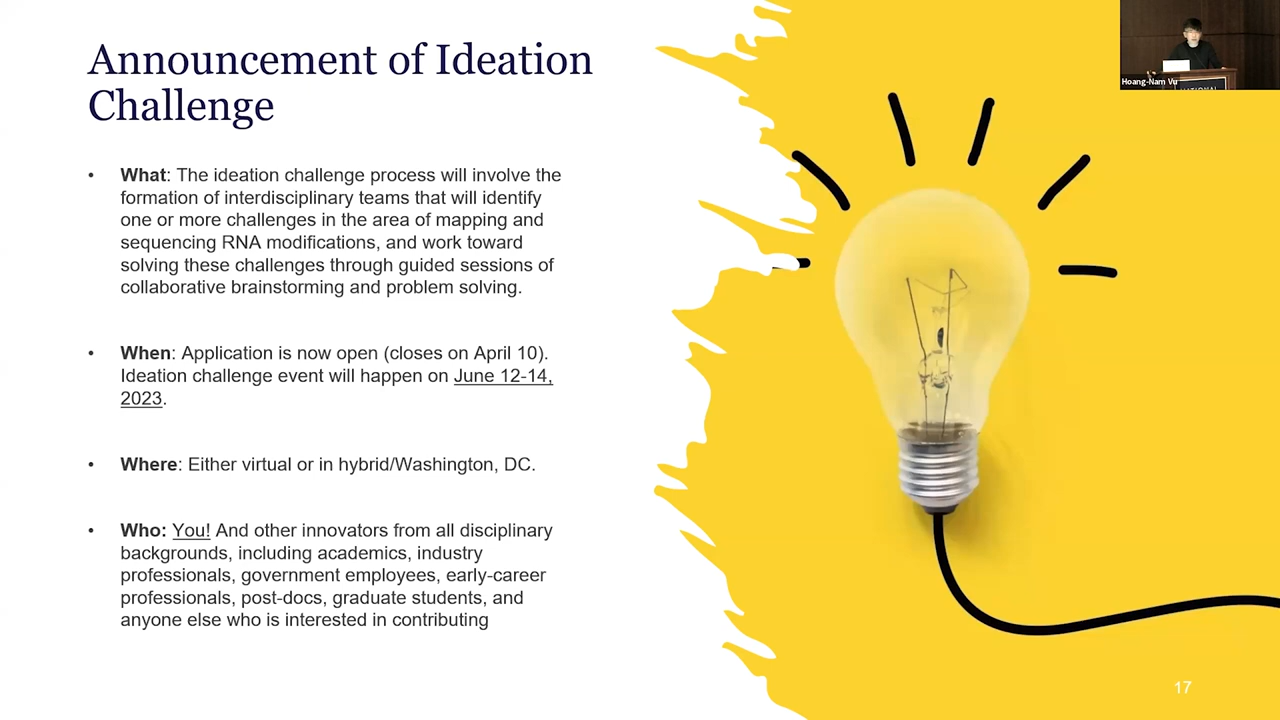 Announcement of Ideation
Challenge
• What: The ideation challenge process will involve the
formation of interdisciplinary teams that will identify
one or more challenges in the area of mapping and
sequencing RNA modifications, and work toward
solving these challenges through guided sessions of
collaborative brainstorming and problem solving.
• When: Application is now open (closes on April 10).
Ideation challenge event will happen on June 12-14,
2023.
• Where: Either virtual or in hybrid/Washington, DC.
• Who: You! And other innovators from all disciplinary
backgrounds, including academics, industry
professionals, government employees, early-career
professionals, post-docs, graduate students, and
anyone else who is interested in contributing
Hoang-Nam Vu
NATIONAL
17